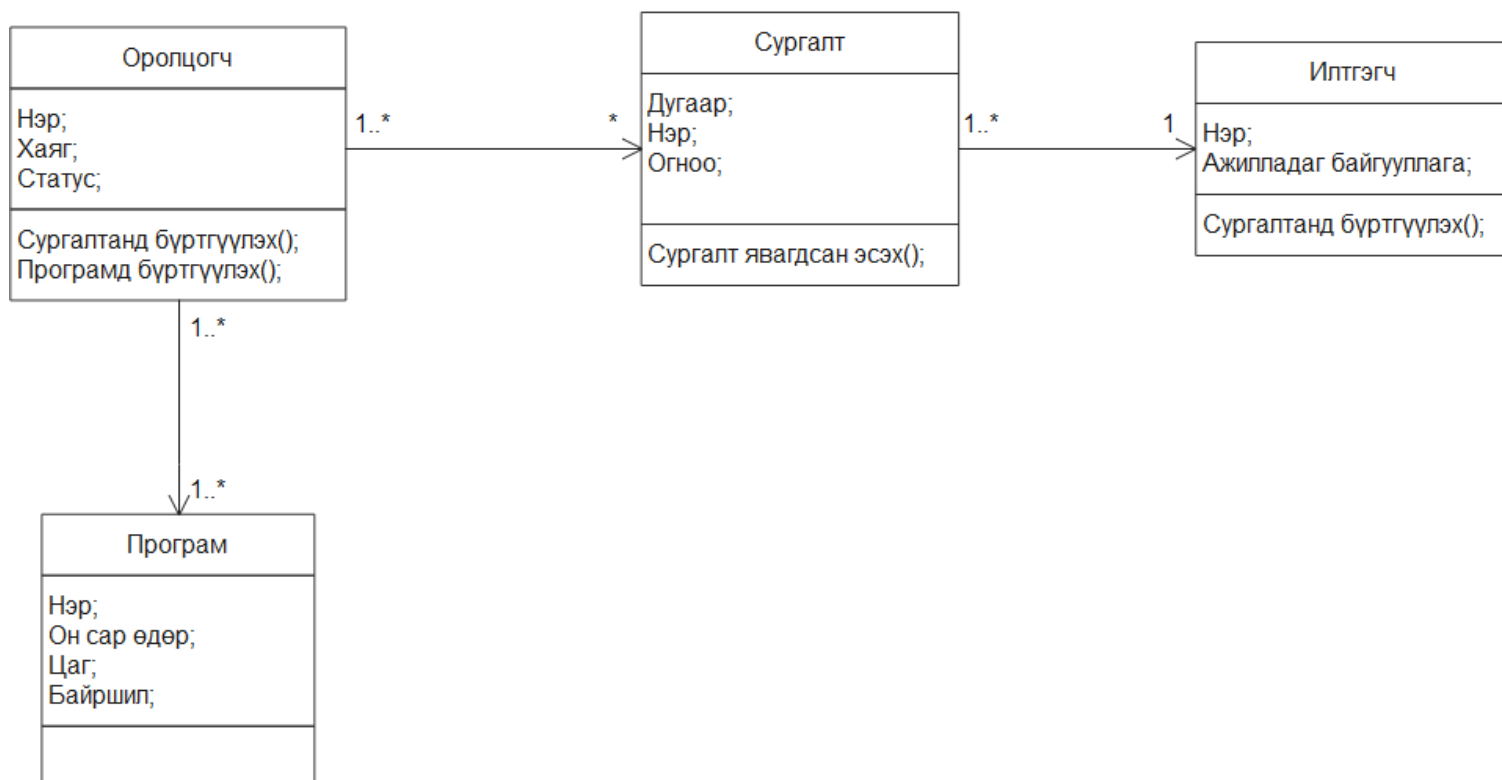 Оролцогч
Нэр;
Хаяг;
Статус;
Сургалтанд бүртгүүлэх();
Програмд бүртгүүлэх();
1..*
*
Сургалт
Дугаар;
Нэр;
Огноо;
Сургалт явагдсан эсэх();
1..*
1
Илтгэгч
Нэр;
Ажилладаг байгууллага;
Сургалтанд бүртгүүлэх();
1..*
1..*
Програм
Нэр;
Он сар өдөр;
Цаг;
Байршил;